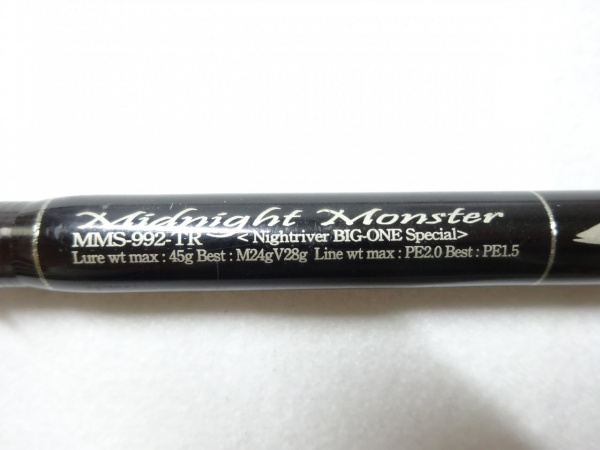 Midnight Monster
MMS-992-TR <Nightriver BIG-ONE Special>
Lure wt max : 45g Best : M24gV28g Line wt max : PE2.0 Best : PE1.5